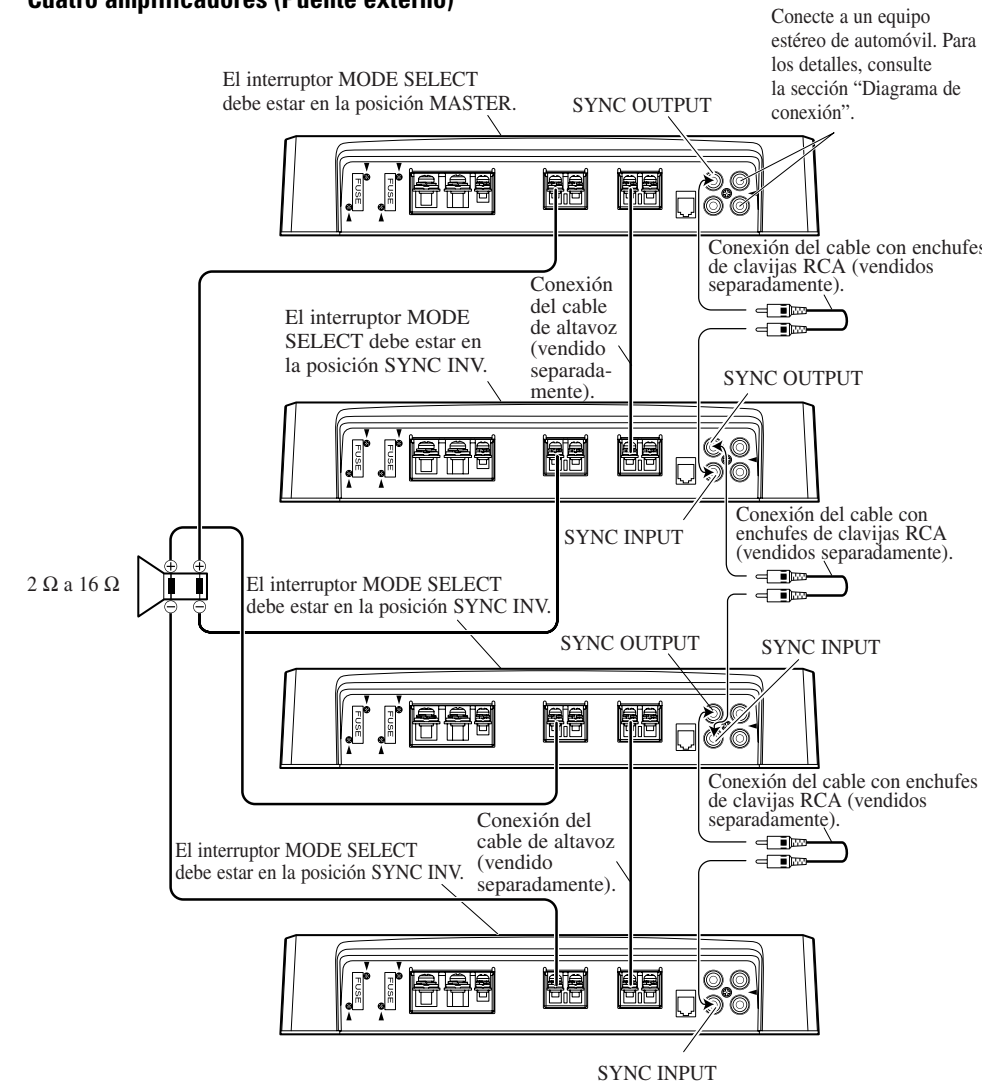 Cuatro amplificadores (Puente externo)
Conecte a un equipo
estéreo de automóvil. Para
los detalles, consulte
la sección “Diagrama de
conexión”.
El interruptor MODE SELECT
debe estar en la posición MASTER.
SYNC OUTPUT
FUSE
FUSE
Conexión del cable con enchufes
de clavijas RCA (vendidos
separadamente).
Conexión
del cable
de altavoz
(vendido
separada-
mente).
El interruptor MODE
SELECT debe estar en
la posición SYNC INV.
SYNC OUTPUT
FUSE
FUSE
SYNC INPUT
Conexión del cable con
enchufes de clavijas RCA
(vendidos separadamente).
2 Ω a 16 Ω
El interruptor MODE SELECT
debe estar en la posición SYNC INV.
SYNC OUTPUT
SYNC INPUT
FUSE
FUSE
Conexión del cable con enchufes
de clavijas RCA (vendidos
separadamente).
Conexión del
cable de altavoz
(vendido
separadamente).
El interruptor MODE SELECT
debe estar en la posición SYNC INV.
FUSE
FUSE
SYNC INPUT